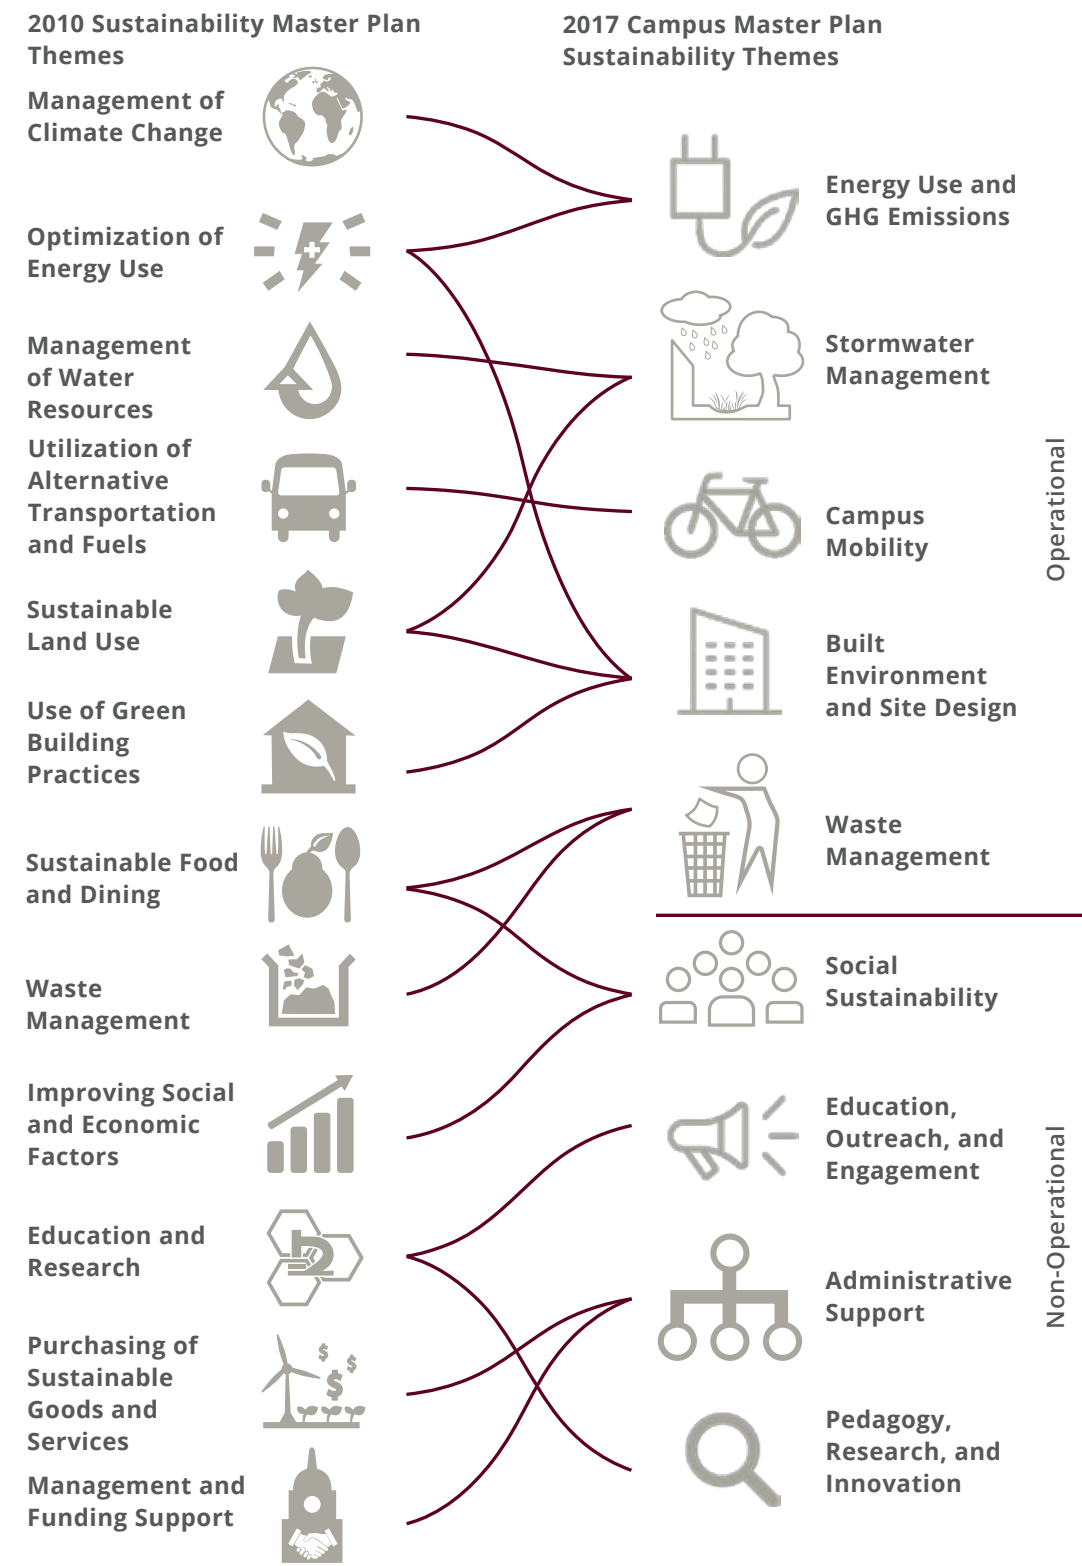 2010 Sustainability Master Plan
Themes
Management of
Climate Change
Optimization of
Energy Use
Management
of Water
Resources
Utilization of
Alternative
Transportation
and Fuels
Sustainable
Land Use
Use of Green
Building
Practices
Sustainable Food
and Dining
Waste
Management
Improving Social
and Economic
Factors
Education and
Research
Purchasing of
Sustainable
Goods and
Services
$ $
$
Management and
Funding Support
2017 Campus Master Plan
Sustainability Themes
Energy Use and
GHG Emissions
Stormwater
Management
Campus
Mobility
Built
Environment
and Site Design
Waste
Management
Operational
Social
Sustainability
Education,
Outreach, and
Engagement
Administrative
Support
Pedagogy,
Research, and
Innovation
Non-Operational